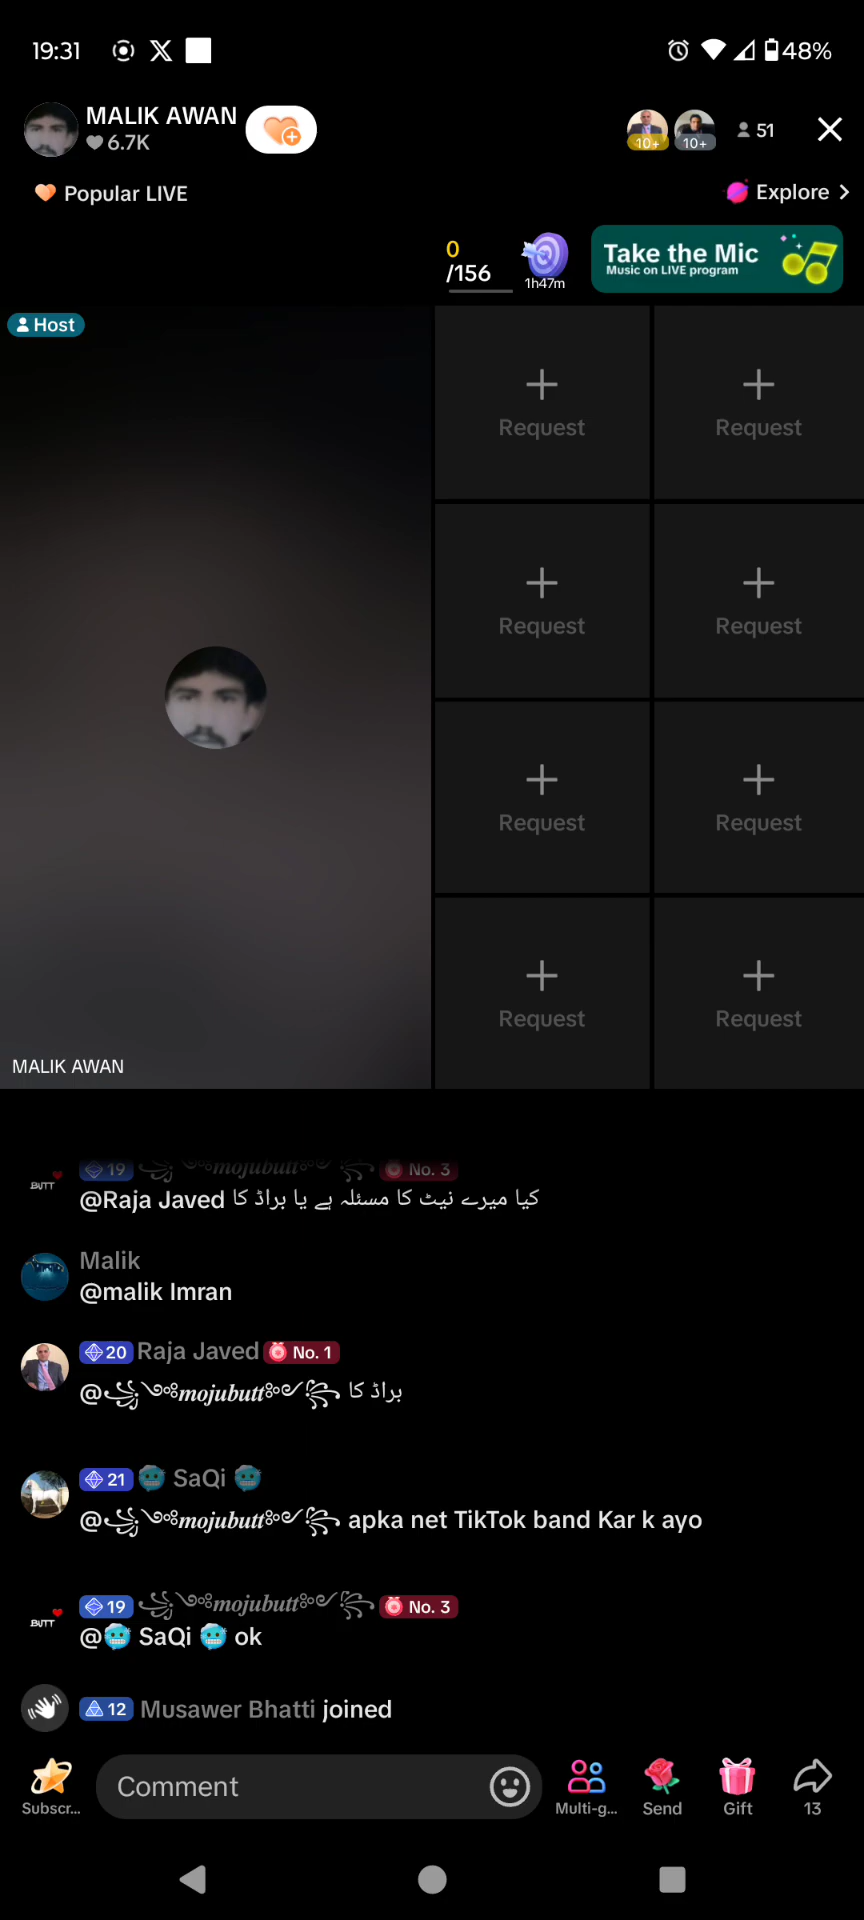 19:31
48%
MALIK AWAN
6.7K
10+
10+
51
Popular LIVE
Explore
0
/156
1h47m
Take the Mic
Music on LIVE program
Host
Request
Request
Request
Request
Request
Request
Request
Request
MALIK AWAN
19 mojubutt No. 3
BUTT
@Raja Javed کیا میرے نیٹ کا مسئلہ ہے یا براڈ کا
Malik
@malik Imran
20 Raja Javed No. 1
@꧁༺mojubutt༻꧂ براڈ کا
21 🥶 SaQi 🥶
@꧁༺mojubutt༻꧂ apka net TikTok band Kar k ayo
19 ꧁༺mojubutt༻꧂ No. 3
BUTT
@🥶 SaQi 🥶 ok
12 Musawer Bhatti joined
Comment
Subscr...
Multi-g...
Send
Gift
13